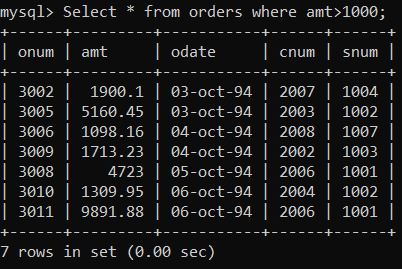 mysql> Select * from orders where amt>1000;
+------+---------+-----------+------+------+
| onum | amt     | odate     | cnum | snum |
+------+---------+-----------+------+------+
| 3002 |  1900.1 | 03-oct-94 | 2007 | 1004 |
| 3005 | 5160.45 | 03-oct-94 | 2003 | 1002 |
| 3006 | 1098.16 | 04-oct-94 | 2008 | 1007 |
| 3009 | 1713.23 | 04-oct-94 | 2002 | 1003 |
| 3008 |    4723 | 05-oct-94 | 2006 | 1001 |
| 3010 | 1309.95 | 06-oct-94 | 2004 | 1002 |
| 3011 | 9891.88 | 06-oct-94 | 2006 | 1001 |
+------+---------+-----------+------+------+
7 rows in set (0.00 sec)